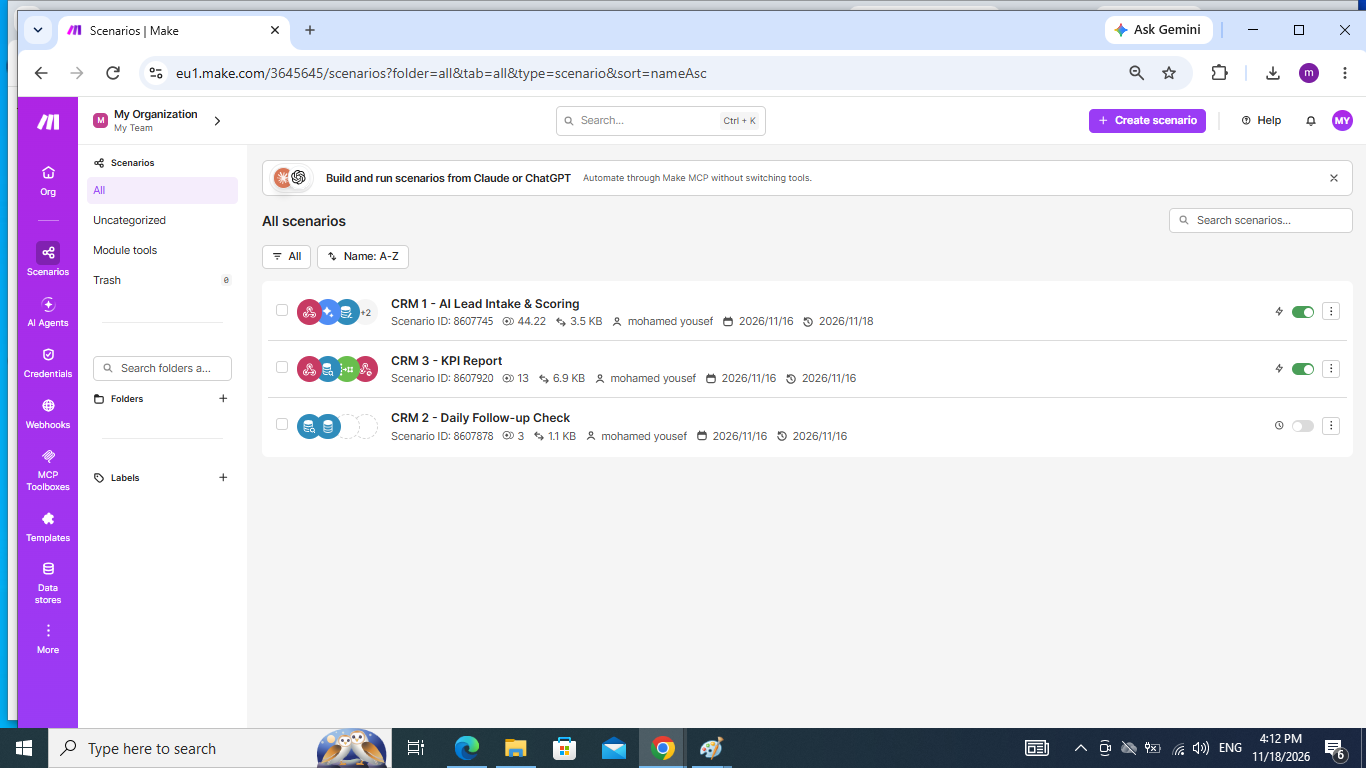 Scenarios | Make
Ask Gemini
eu1.make.com/3645645/scenarios?folder=all&tab=all&type=scenario&sort=nameAsc
m
M
My Organization
My Team
Search...
Ctrl + K
+ Create scenario
Help
MY
Org
Scenarios
AI Agents
Credentials
Webhooks
MCP
Toolboxes
Templates
Data
stores
More
Scenarios
All
Uncategorized
Module tools
Trash
0
Search folders a...
Folders
Labels
Build and run scenarios from Claude or ChatGPT
Automate through Make MCP without switching tools.
All scenarios
Search scenarios...
All
Name: A-Z
+2
CRM 1 - AI Lead Intake & Scoring
Scenario ID: 8607745 44.22 3.5 KB mohamed yousef 2026/11/16 2026/11/18
CRM 3 - KPI Report
Scenario ID: 8607920 13 6.9 KB mohamed yousef 2026/11/16 2026/11/16
CRM 2 - Daily Follow-up Check
Scenario ID: 8607878 3 1.1 KB mohamed yousef 2026/11/16 2026/11/16
Type here to search
ENG
4:12 PM
11/18/2026
6